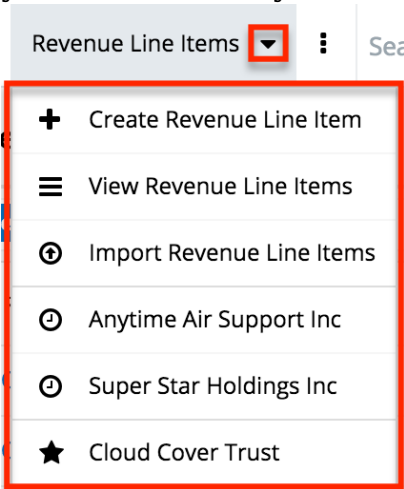 Revenue Line Items
Sea
Create Revenue Line Item
View Revenue Line Items
Import Revenue Line Items
Anytime Air Support Inc
Super Star Holdings Inc
Cloud Cover Trust